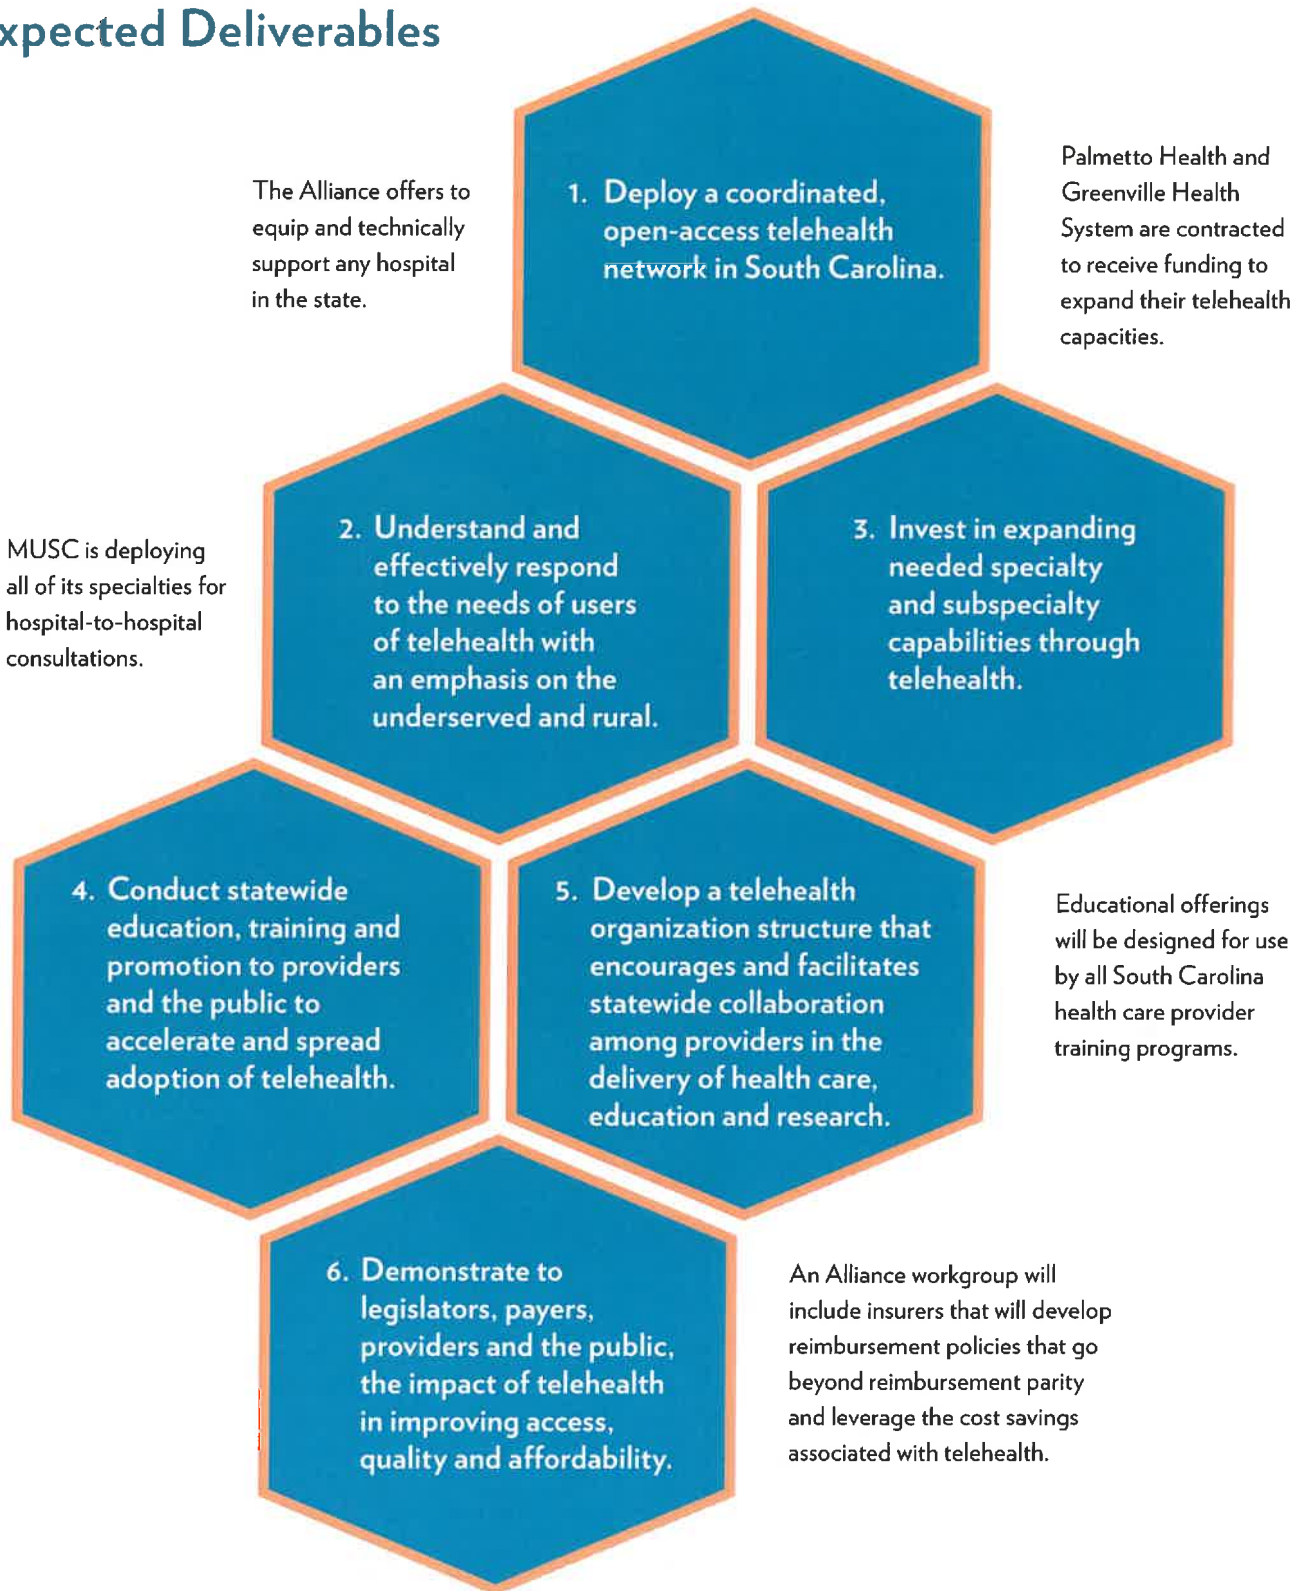 xpected Deliverables
The Alliance offers to
equip and technically
support any hospital
in the state.
1. Deploy a coordinated,
open-access telehealth
network in South Carolina.
Palmetto Health and
Greenville Health
System are contracted
to receive funding to
expand their telehealth
capacities.
MUSC is deploying
all of its specialties for
hospital-to-hospital
consultations.
2. Understand and
effectively respond
to the needs of users
of telehealth with
an emphasis on the
underserved and rural.
3. Invest in expanding
needed specialty
and subspecialty
capabilities through
telehealth.
4. Conduct statewide
education, training and
promotion to providers
and the public to
accelerate and spread
adoption of telehealth.
5. Develop a telehealth
organization structure that
encourages and facilitates
statewide collaboration
among providers in the
delivery of health care,
education and research.
Educational offerings
will be designed for use
by all South Carolina
health care provider
training programs.
6. Demonstrate to
legislators, payers,
providers and the public,
the impact of telehealth
in improving access,
quality and affordability.
An Alliance workgroup will
include insurers that will develop
reimbursement policies that go
beyond reimbursement parity
and leverage the cost savings
associated with telehealth.